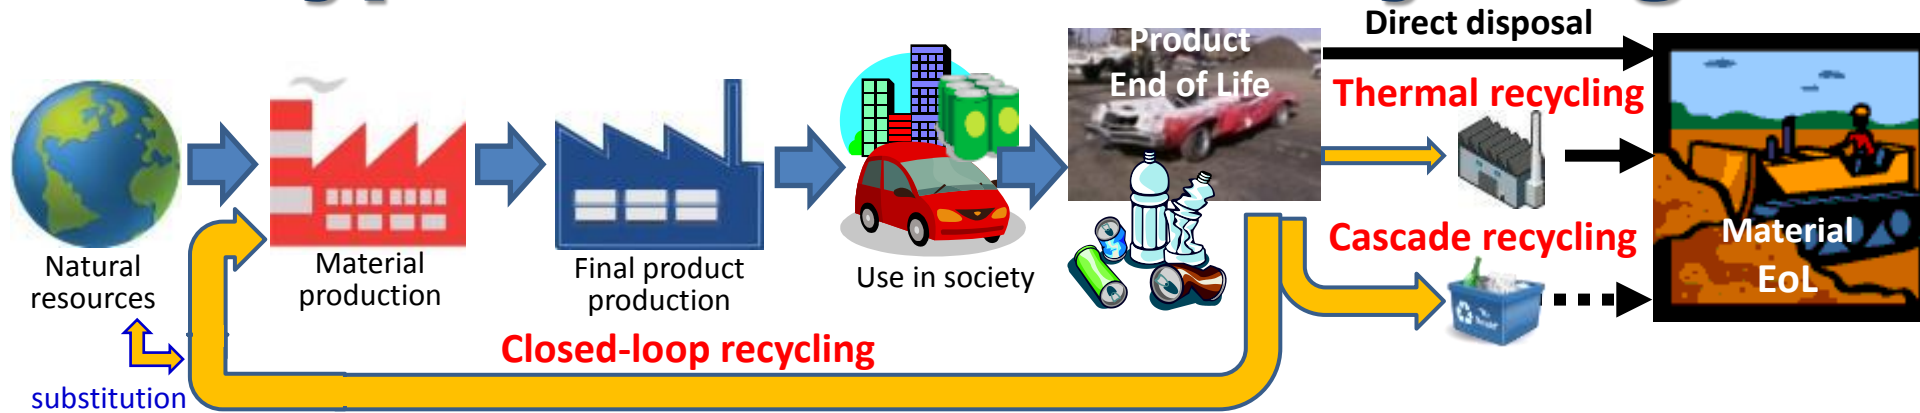 Direct disposal
Product
End of Life
Thermal recycling
Cascade recycling
Material
EoL
Natural
resources
Material
production
Final product
production
Use in society
Closed-loop recycling
substitution